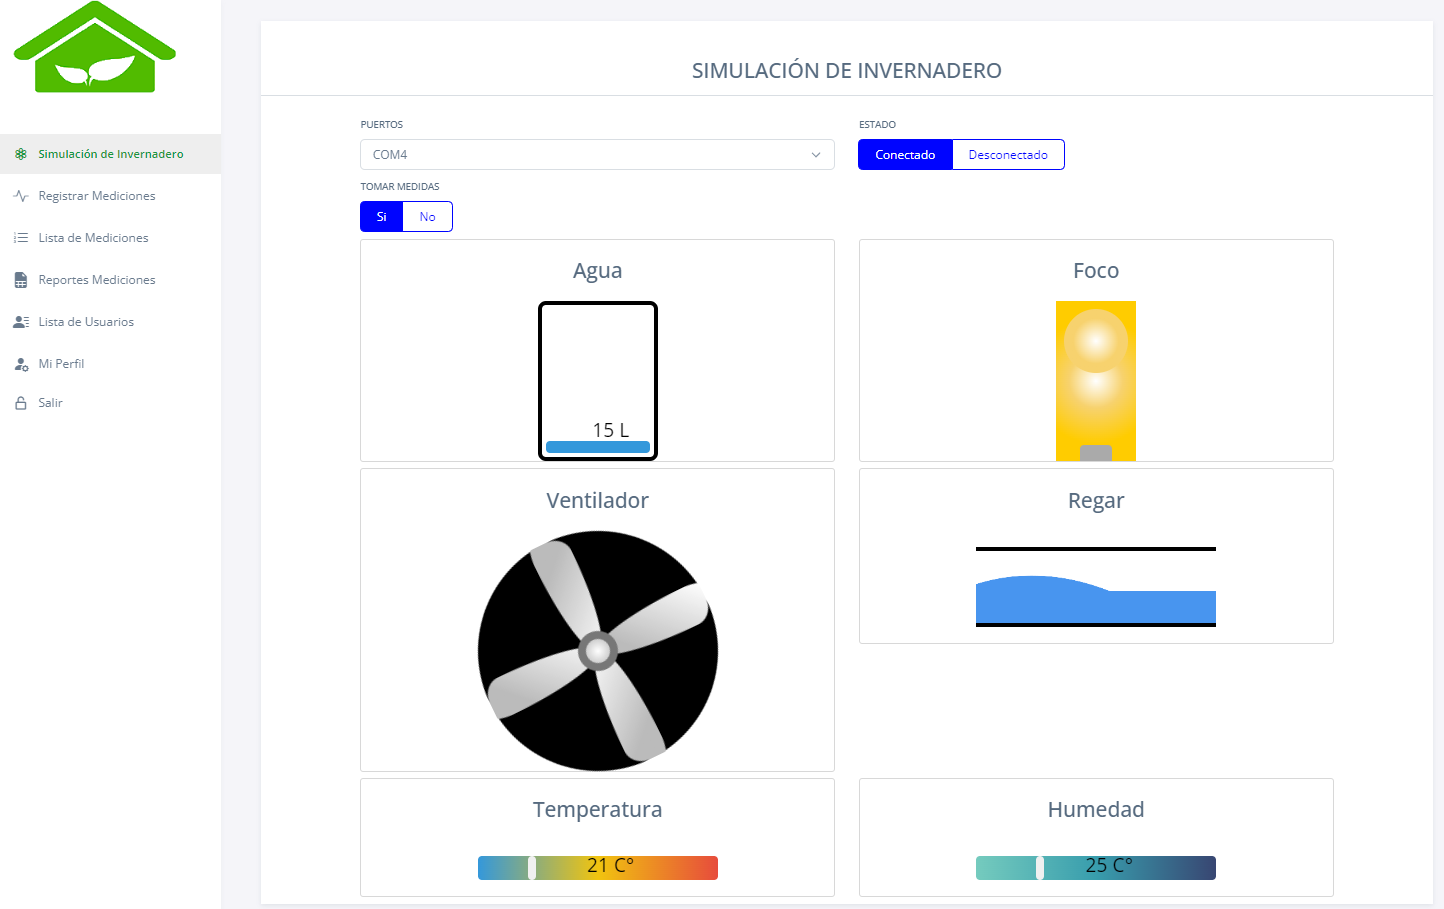 Simulación de Invernadero
Registrar Mediciones
Lista de Mediciones
Reportes Mediciones
Lista de Usuarios
Mi Perfil
Salir
SIMULACIÓN DE INVERNADERO
PUERTOS
COM4
ESTADO
Conectado
Desconectado
TOMAR MEDIDAS
Si
No
Agua
15 L
Foco
Ventilador
Regar
Temperatura
21 C°
Humedad
25 C°